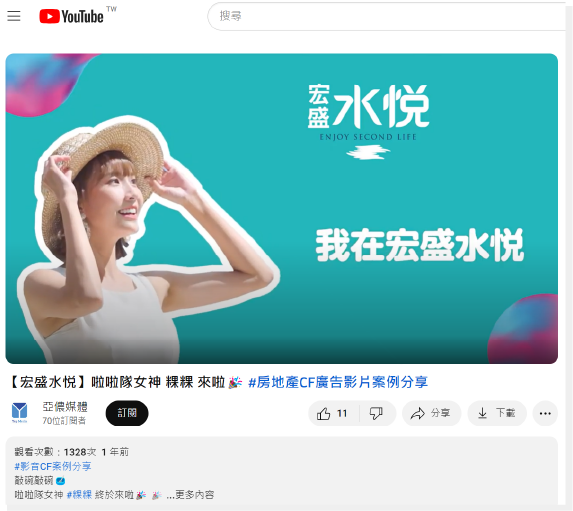 YouTube TW
搜尋
宏盛水悦
ENJOY SECOND LIFE
我在宏盛水悦
【宏盛水悦】啦啦隊女神 粿粿 來啦🎉 #房地產CF廣告影片案例分享
亞儂媒體
70位訂閱者
訂閱
11
分享
下載
觀看次數：1328次 1 年前
#影音CF案例分享
敲碗敲碗
啦啦隊女神 #粿粿 終於來啦🎉 🎉 ...更多內容